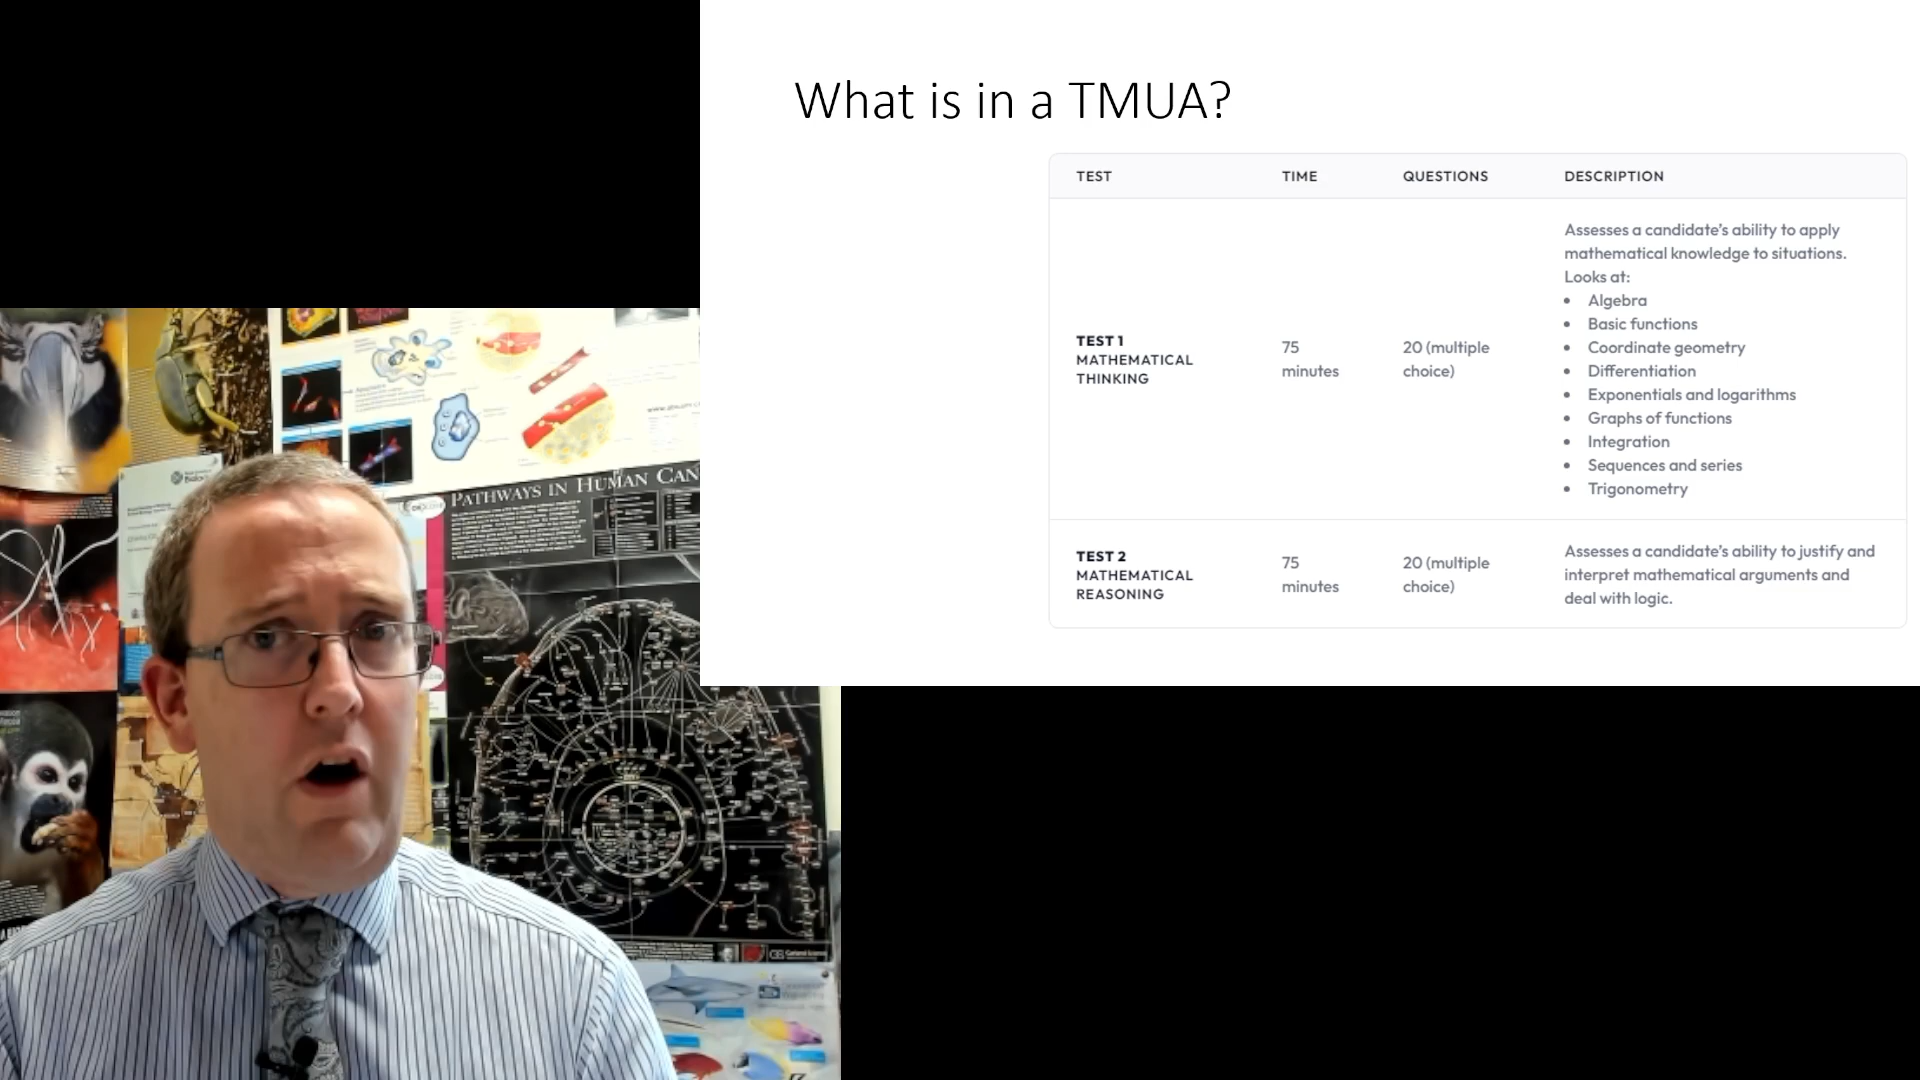 What is in a TMUA?
TEST TIME QUESTIONS DESCRIPTION
TEST 1
MATHEMATICAL
THINKING
75
minutes
20 (multiple
choice)
Assesses a candidate’s ability to apply
mathematical knowledge to situations.
Looks at:
• Algebra
• Basic functions
• Coordinate geometry
• Differentiation
• Exponentials and logarithms
• Graphs of functions
• Integration
• Sequences and series
• Trigonometry
TEST 2
MATHEMATICAL
REASONING
75
minutes
20 (multiple
choice)
Assesses a candidate’s ability to justify and
interpret mathematical arguments and
deal with logic.
PATHWAYS IN HUMAN CAN